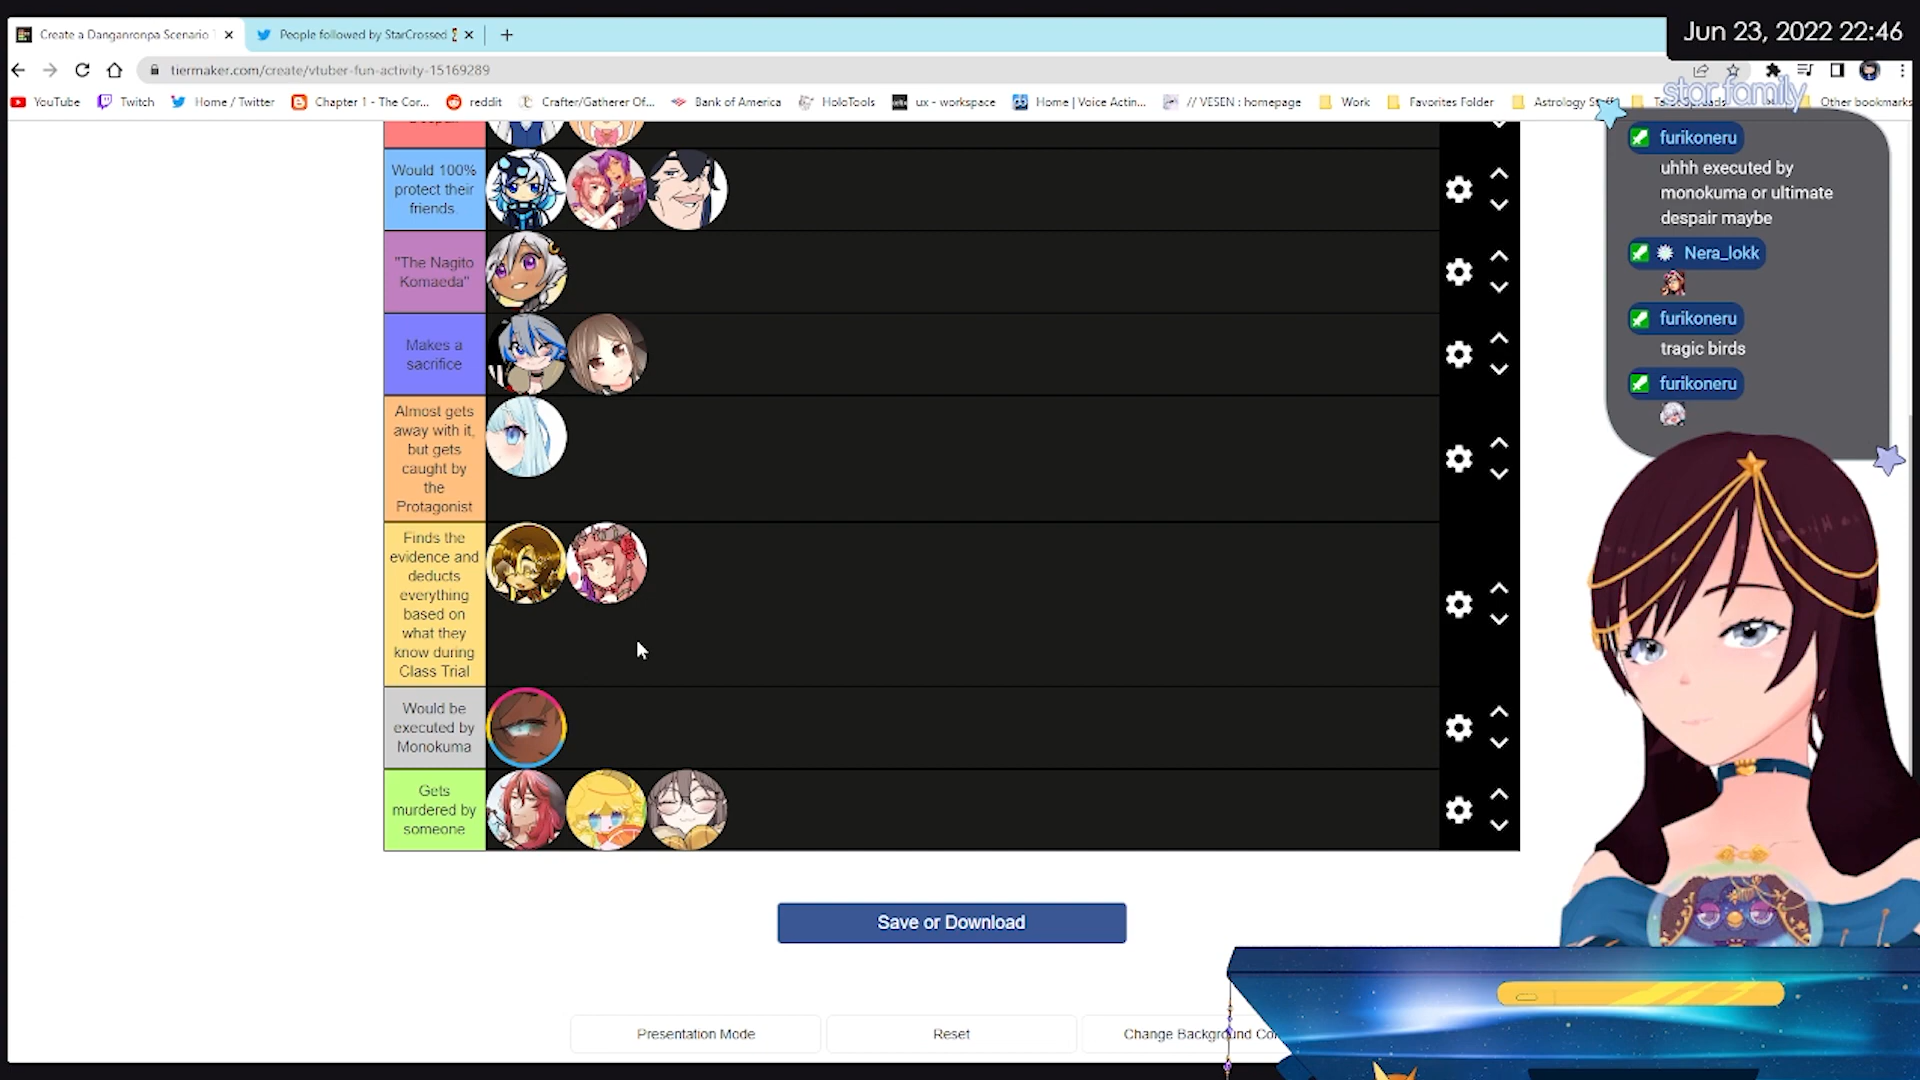 Create a Danganronpa Scenario
People followed by StarCrossed
Jun 23, 2022 22:46
tiermaker.com/create/vtuber-fun-activity-15169289
YouTube
Twitch
Home / Twitter
Chapter 1 - The Cor...
reddit
Crafter/Gatherer Of...
Bank of America
HoloTools
ux - workspace
Home | Voice Actin...
// VESEN : homepage
Work
Favorites Folder
Astrology
Other bookmarks
star family
Would 100%
protect their
friends.
"The Nagito
Komaeda"
Makes a
sacrifice
Almost gets
away with it,
but gets
caught by
the
Protagonist
Finds the
evidence and
deducts
everything
based on
what they
know during
Class Trial
Would be
executed by
Monokuma
Gets
murdered by
someone
Save or Download
Presentation Mode
Reset
Change Background
furikoneru
uhhh executed by
monokuma or ultimate
despair maybe
Nera_lokk
furikoneru
tragic birds
furikoneru